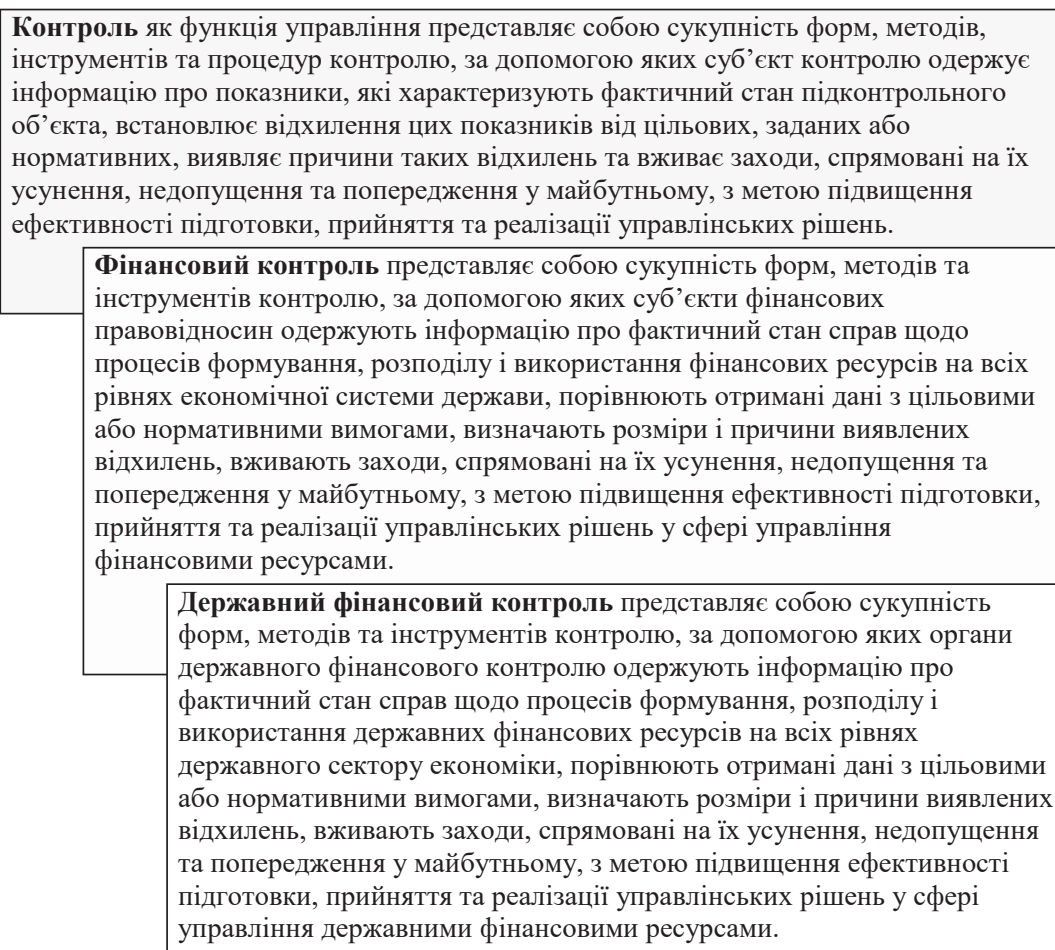 Контроль як функція управління представляє собою сукупність форм, методів,
інструментів та процедур контролю, за допомогою яких суб’єкт контролю одержує
інформацію про показники, які характеризують фактичний стан підконтрольного
об’єкта, встановлює відхилення цих показників від цільових, заданих або
нормативних, виявляє причини таких відхилень та вживає заходи, спрямовані на їх
усунення, недопущення та попередження у майбутньому, з метою підвищення
ефективності підготовки, прийняття та реалізації управлінських рішень.
Фінансовий контроль представляє собою сукупність форм, методів та
інструментів контролю, за допомогою яких суб’єкти фінансових
правовідносин одержують інформацію про фактичний стан справ щодо
процесів формування, розподілу і використання фінансових ресурсів на всіх
рівнях економічної системи держави, порівнюють отримані дані з цільовими
або нормативними вимогами, визначають розміри і причини виявлених
відхилень, вживають заходи, спрямовані на їх усунення, недопущення та
попередження у майбутньому, з метою підвищення ефективності підготовки,
прийняття та реалізації управлінських рішень у сфері управління
фінансовими ресурсами.
Державний фінансовий контроль представляє собою сукупність
форм, методів та інструментів контролю, за допомогою яких органи
державного фінансового контролю одержують інформацію про
фактичний стан справ щодо процесів формування, розподілу і
використання державних фінансових ресурсів на всіх рівнях
державного сектору економіки, порівнюють отримані дані з цільовими
або нормативними вимогами, визначають розміри і причини виявлених
відхилень, вживають заходи, спрямовані на їх усунення, недопущення
та попередження у майбутньому, з метою підвищення ефективності
підготовки, прийняття та реалізації управлінських рішень у сфері
управління державними фінансовими ресурсами.